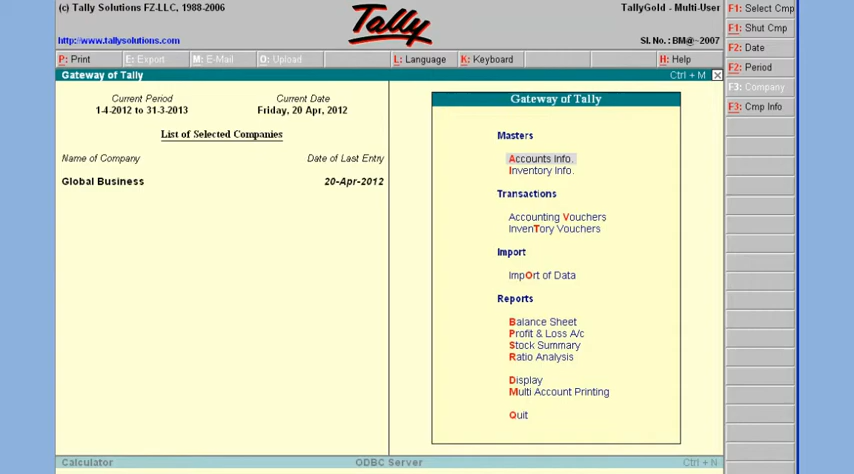 (c) Tally Solutions FZ-LLC, 1988-2006
http://www.tallysolutions.com
Tally
TallyGold - Multi-User
Sl. No.: BM@~2007
P: Print E: Export M: E-Mail O: Upload L: Language K: Keyboard H: Help
Gateway of Tally Ctrl + M
Current Period Current Date
1-4-2012 to 31-3-2013 Friday, 20 Apr, 2012
List of Selected Companies
Name of Company Date of Last Entry
Global Business 20-Apr-2012
Gateway of Tally
Masters
Accounts Info.
Inventory Info.
Transactions
Accounting Vouchers
InvenTory Vouchers
Import
ImpOrt of Data
Reports
Balance Sheet
Profit & Loss A/c
Stock Summary
Ratio Analysis
Display
Multi Account Printing
Quit
F1: Select Cmp
F1: Shut Cmp
F2: Date
F2: Period
F3: Company
F3: Cmp Info
Calculator ODBC Server Ctrl + N